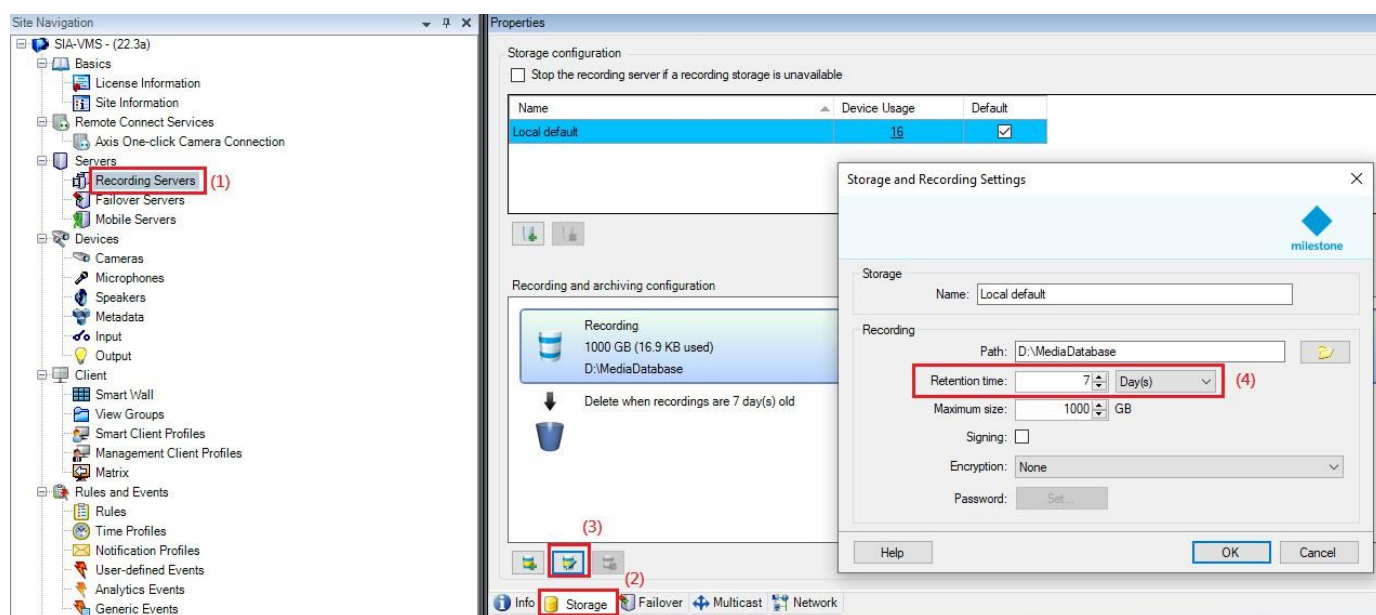 Site Navigation
SIA-VMS - (22.3a)
Basics
License Information
Site Information
Remote Connect Services
Axis One-click Camera Connection
Servers
Recording Servers (1)
Failover Servers
Mobile Servers
Devices
Cameras
Microphones
Speakers
Metadata
Input
Output
Client
Smart Wall
View Groups
Smart Client Profiles
Management Client Profiles
Matrix
Rules and Events
Rules
Time Profiles
Notification Profiles
User-defined Events
Analytics Events
Generic Events
Properties
Storage configuration
Stop the recording server if a recording storage is unavailable
Name Device Usage Default
Local default 16
Recording and archiving configuration
Recording
1000 GB (16.9 KB used)
D:\MediaDatabase
Delete when recordings are 7 day(s) old
(3)
(2)
Info Storage Failover Multicast Network
Storage and Recording Settings
milestone
Storage
Name: Local default
Recording
Path: D:\MediaDatabase
Retention time: 7 Day(s) (4)
Maximum size: 1000 GB
Signing:
Encryption: None
Password: Set...
Help OK Cancel